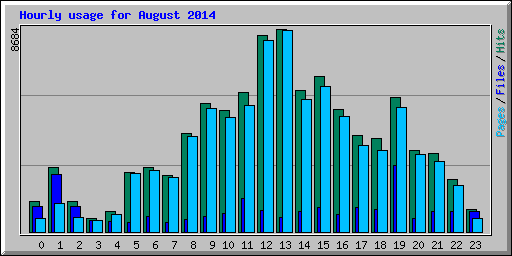 Hourly usage for August 2014
8684
Pages/Files/Hits
0 1 2 3 4 5 6 7 8 9 10 11 12 13 14 15 16 17 18 19 20 21 22 23